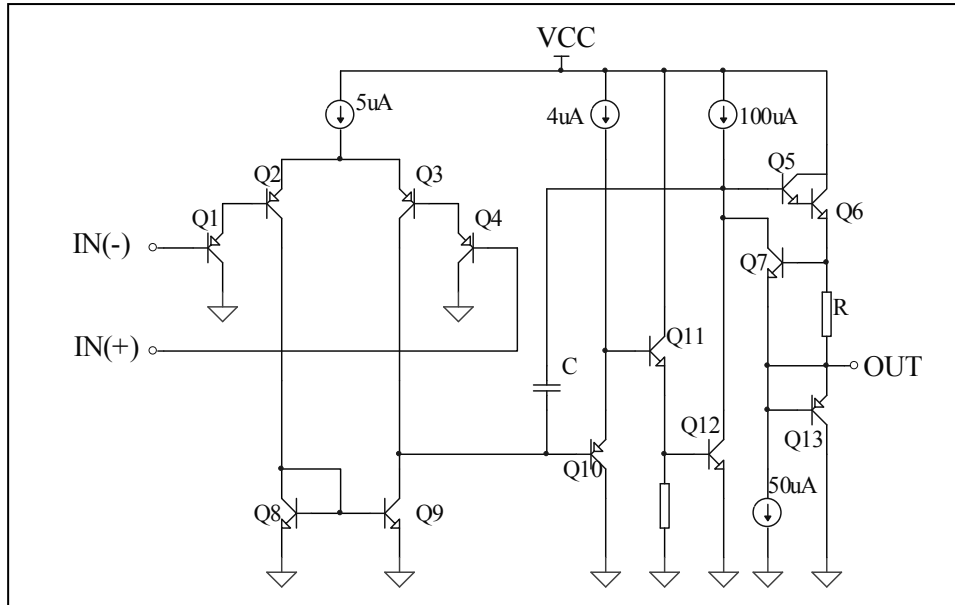 VCC
5uA
4uA
100uA
Q2
Q3
Q5
Q1
Q4
Q6
IN(-)
Q7
R
IN(+)
Q11
C
OUT
Q12
Q10
Q13
Q8
Q9
50uA